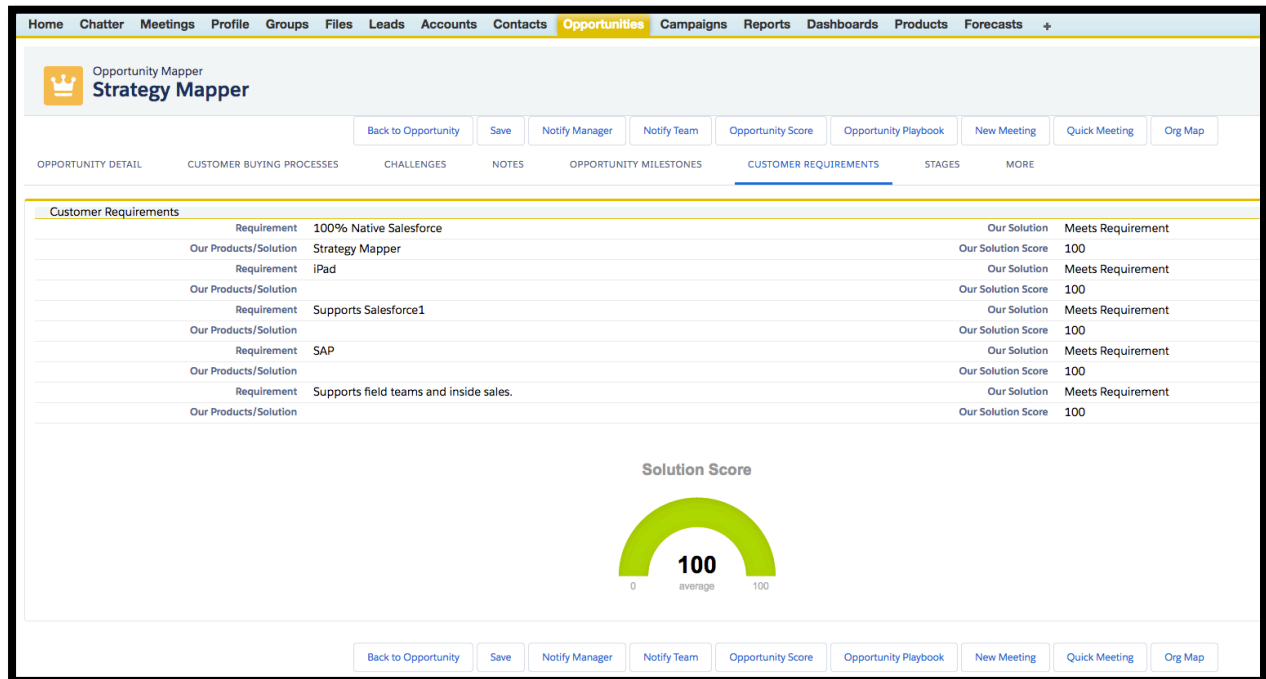 Home Chatter Meetings Profile Groups Files Leads Accounts Contacts Opportunities Campaigns Reports Dashboards Products Forecasts +
Opportunity Mapper
Strategy Mapper
Back to Opportunity Save Notify Manager Notify Team Opportunity Score Opportunity Playbook New Meeting Quick Meeting Org Map
OPPORTUNITY DETAIL CUSTOMER BUYING PROCESSES CHALLENGES NOTES OPPORTUNITY MILESTONES CUSTOMER REQUIREMENTS STAGES MORE
Customer Requirements
Requirement 100% Native Salesforce Our Solution Meets Requirement
Our Products/Solution Strategy Mapper Our Solution Score 100
Requirement iPad Our Solution Meets Requirement
Our Products/Solution Our Solution Score 100
Requirement Supports Salesforce1 Our Solution Meets Requirement
Our Products/Solution Our Solution Score 100
Requirement SAP Our Solution Meets Requirement
Our Products/Solution Our Solution Score 100
Requirement Supports field teams and inside sales. Our Solution Meets Requirement
Our Products/Solution Our Solution Score 100
Solution Score
100
0 average 100
Back to Opportunity Save Notify Manager Notify Team Opportunity Score Opportunity Playbook New Meeting Quick Meeting Org Map